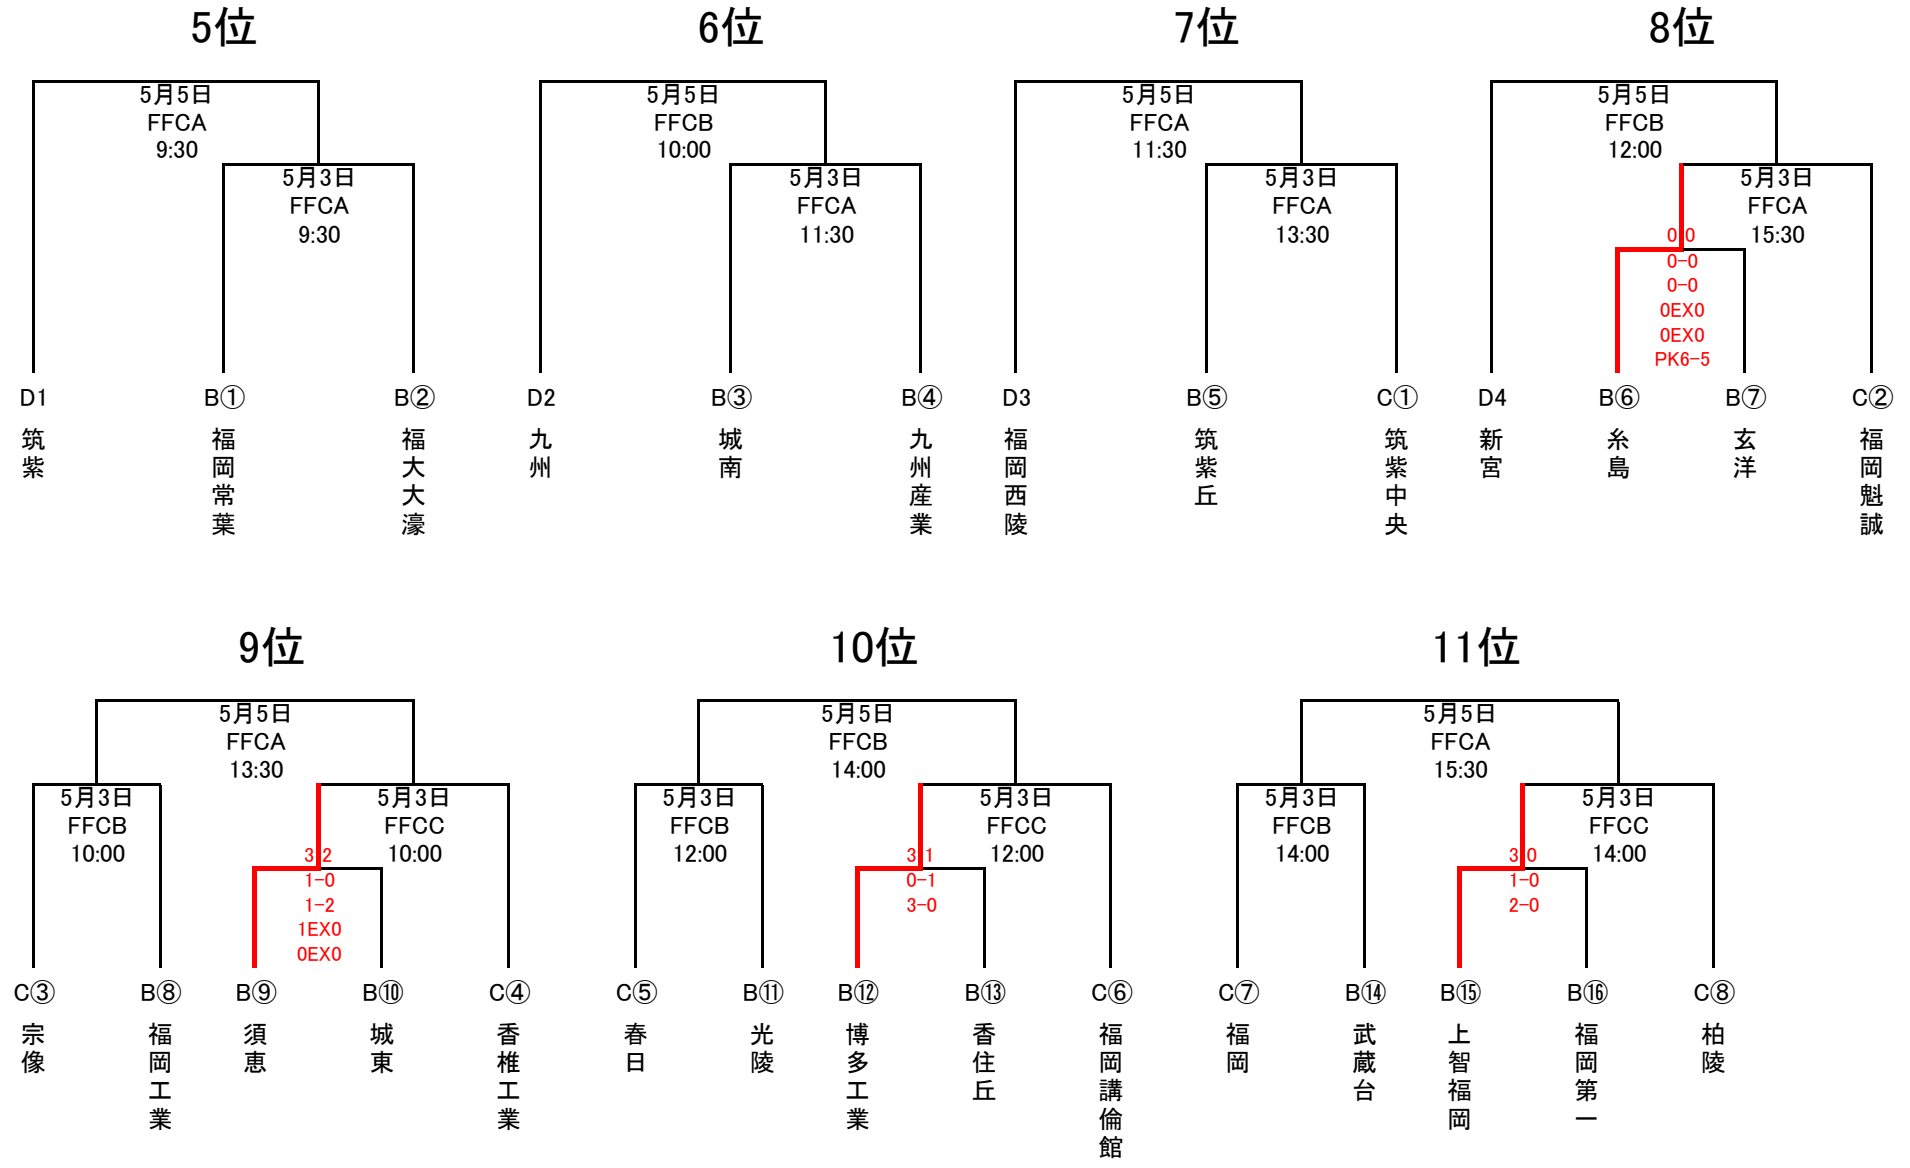 5位
6位
7位
8位
5月5日
FFCA
9:30
5月3日
FFCA
9:30
5月5日
FFCB
10:00
5月3日
FFCA
11:30
5月5日
FFCA
11:30
5月3日
FFCA
13:30
5月5日
FFCB
12:00
5月3日
FFCA
15:30
0-0
0-0
0-0
0EX0
0EX0
PK6-5
D1
筑紫
B①
福岡常葉
B②
福大大濠
D2
九州
B③
城南
B④
九州産業
D3
福岡西陵
B⑤
筑紫丘
C①
筑紫中央
D4
新宮
B⑥
糸島
B⑦
玄洋
C②
福岡魁誠
9位
10位
11位
5月5日
FFCA
13:30
5月3日
FFCB
10:00
5月3日
FFCC
10:00
3-2
1-0
1-2
1EX0
0EX0
5月5日
FFCB
14:00
5月3日
FFCB
12:00
5月3日
FFCC
12:00
3-1
0-1
3-0
5月5日
FFCA
15:30
5月3日
FFCB
14:00
5月3日
FFCC
14:00
3-0
1-0
2-0
C③
宗像
B⑧
福岡工業
B⑨
須恵
B⑩
城東
C④
香椎工業
C⑤
春日
B⑪
光陵
B⑫
博多工業
B⑬
香住丘
C⑥
福岡講倫館
C⑦
福岡
B⑭
武蔵台
B⑮
上智福岡
B⑯
福岡第一
C⑧
柏陵